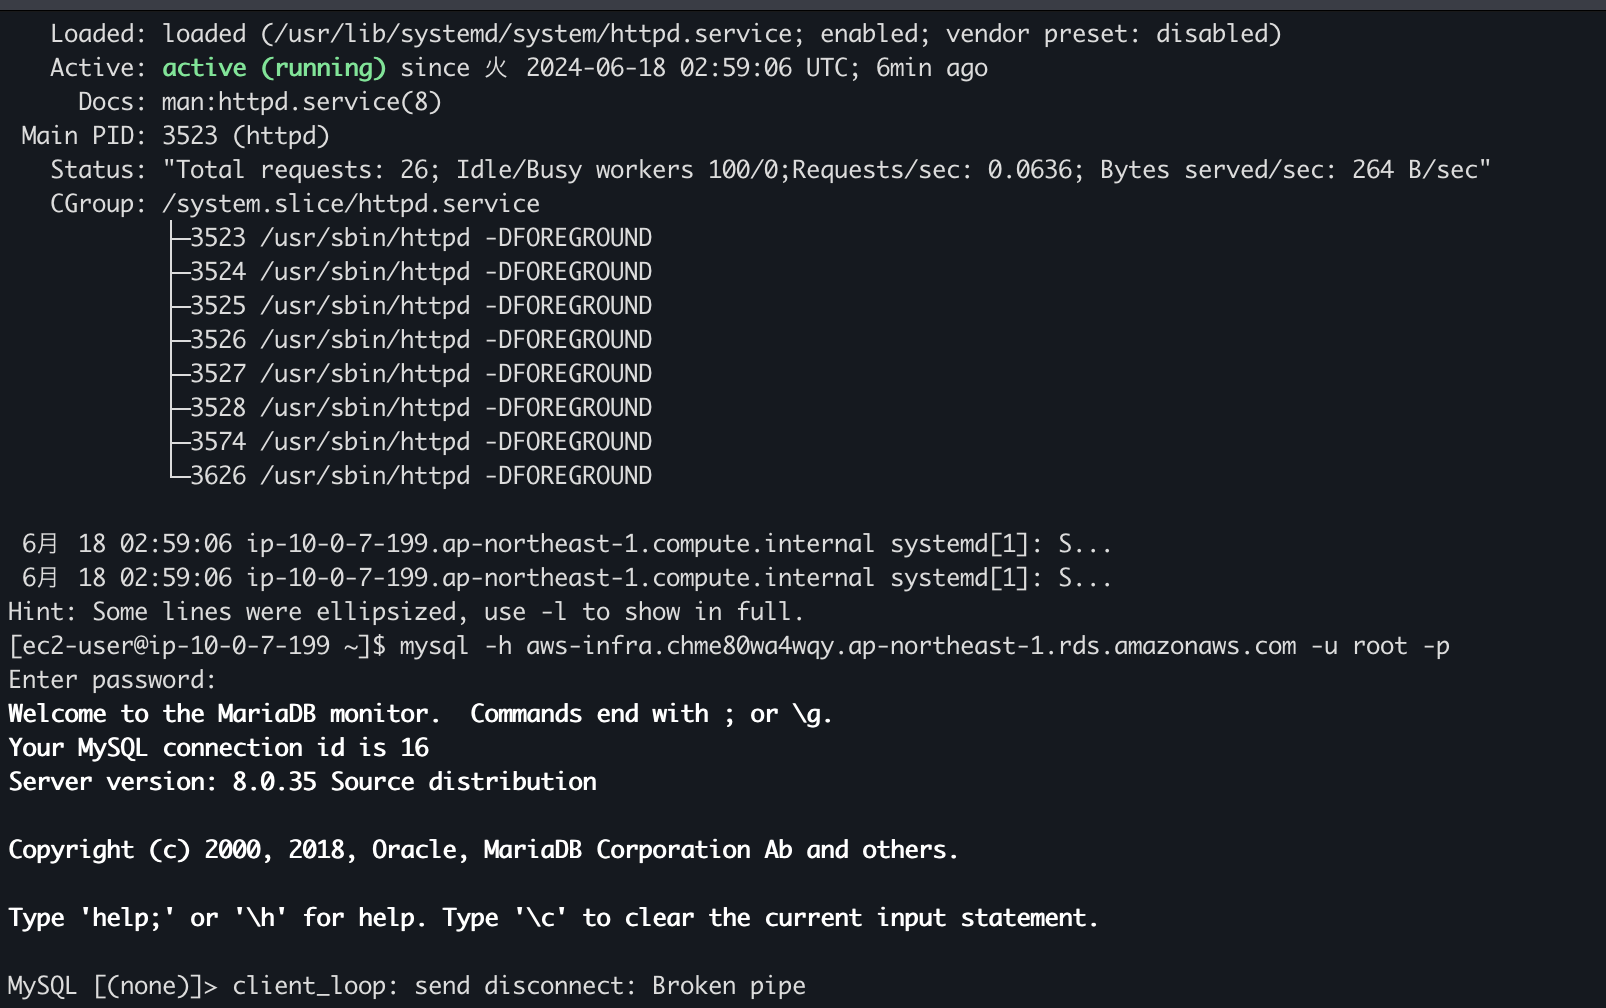 Loaded: loaded (/usr/lib/systemd/system/httpd.service; enabled; vendor preset: disabled)
Active: active (running) since 火 2024-06-18 02:59:06 UTC; 6min ago
Docs: man:httpd.service(8)
Main PID: 3523 (httpd)
Status: "Total requests: 26; Idle/Busy workers 100/0;Requests/sec: 0.0636; Bytes served/sec: 264 B/sec"
CGroup: /system.slice/httpd.service
├─3523 /usr/sbin/httpd -DFOREGROUND
├─3524 /usr/sbin/httpd -DFOREGROUND
├─3525 /usr/sbin/httpd -DFOREGROUND
├─3526 /usr/sbin/httpd -DFOREGROUND
├─3527 /usr/sbin/httpd -DFOREGROUND
├─3528 /usr/sbin/httpd -DFOREGROUND
├─3574 /usr/sbin/httpd -DFOREGROUND
└─3626 /usr/sbin/httpd -DFOREGROUND
6月 18 02:59:06 ip-10-0-7-199.ap-northeast-1.compute.internal systemd[1]: S...
6月 18 02:59:06 ip-10-0-7-199.ap-northeast-1.compute.internal systemd[1]: S...
Hint: Some lines were ellipsized, use -l to show in full.
[ec2-user@ip-10-0-7-199 ~]$ mysql -h aws-infra.chme80wa4wqy.ap-northeast-1.rds.amazonaws.com -u root -p
Enter password:
Welcome to the MariaDB monitor.  Commands end with ; or \g.
Your MySQL connection id is 16
Server version: 8.0.35 Source distribution
Copyright (c) 2000, 2018, Oracle, MariaDB Corporation Ab and others.
Type 'help;' or '\h' for help. Type '\c' to clear the current input statement.
MySQL [(none)]> client_loop: send disconnect: Broken pipe